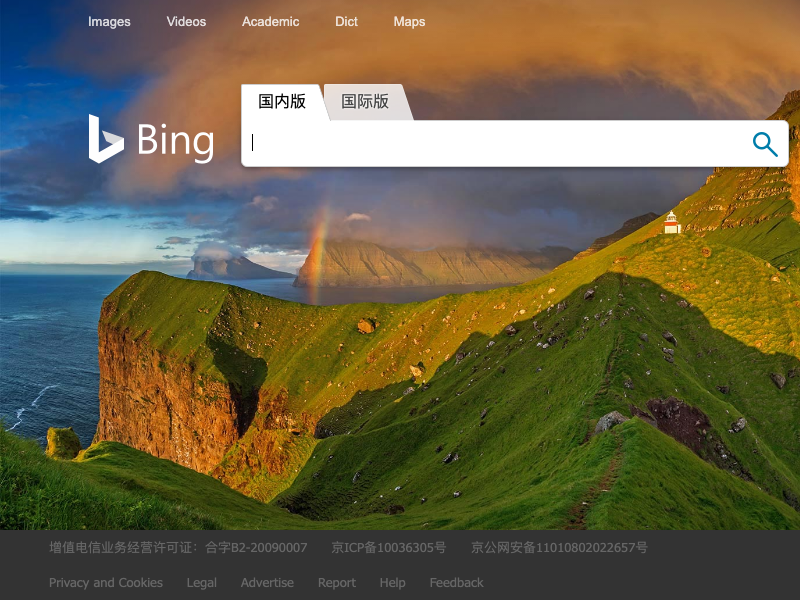 Images Videos Academic Dict Maps
国内版 国际版
Bing
增值电信业务经营许可证：合字B2-20090007 京ICP备10036305号 京公网安备11010802022657号
Privacy and Cookies Legal Advertise Report Help Feedback